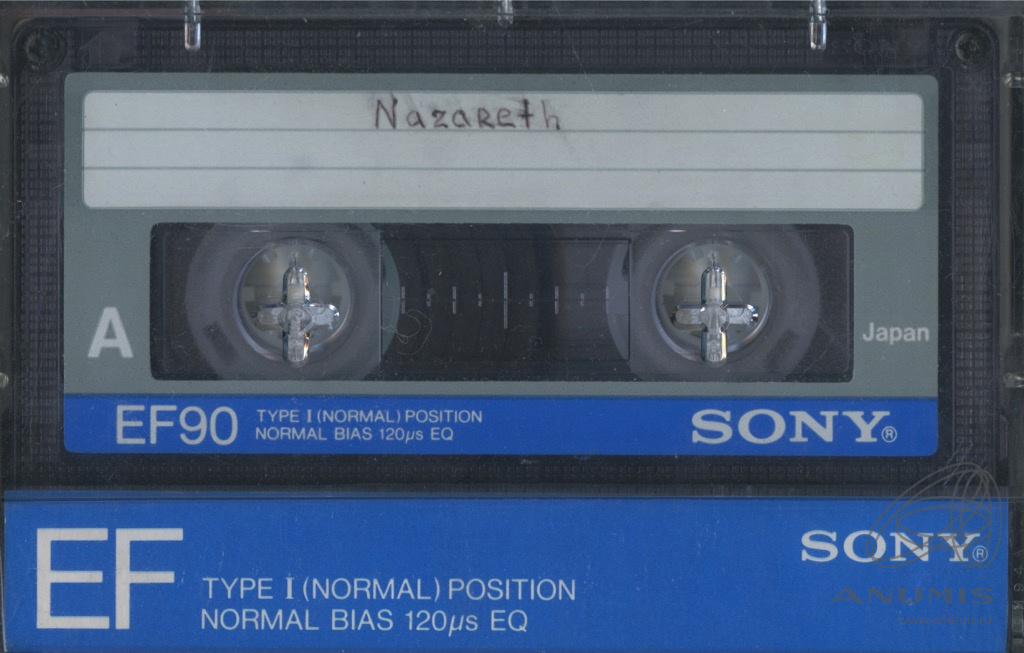 Nazareth
A
Japan
EF90 TYPE I (NORMAL) POSITION
NORMAL BIAS 120µs EQ
SONY®
EF
TYPE I (NORMAL) POSITION
NORMAL BIAS 120µs EQ
SONY®
ANUMIS